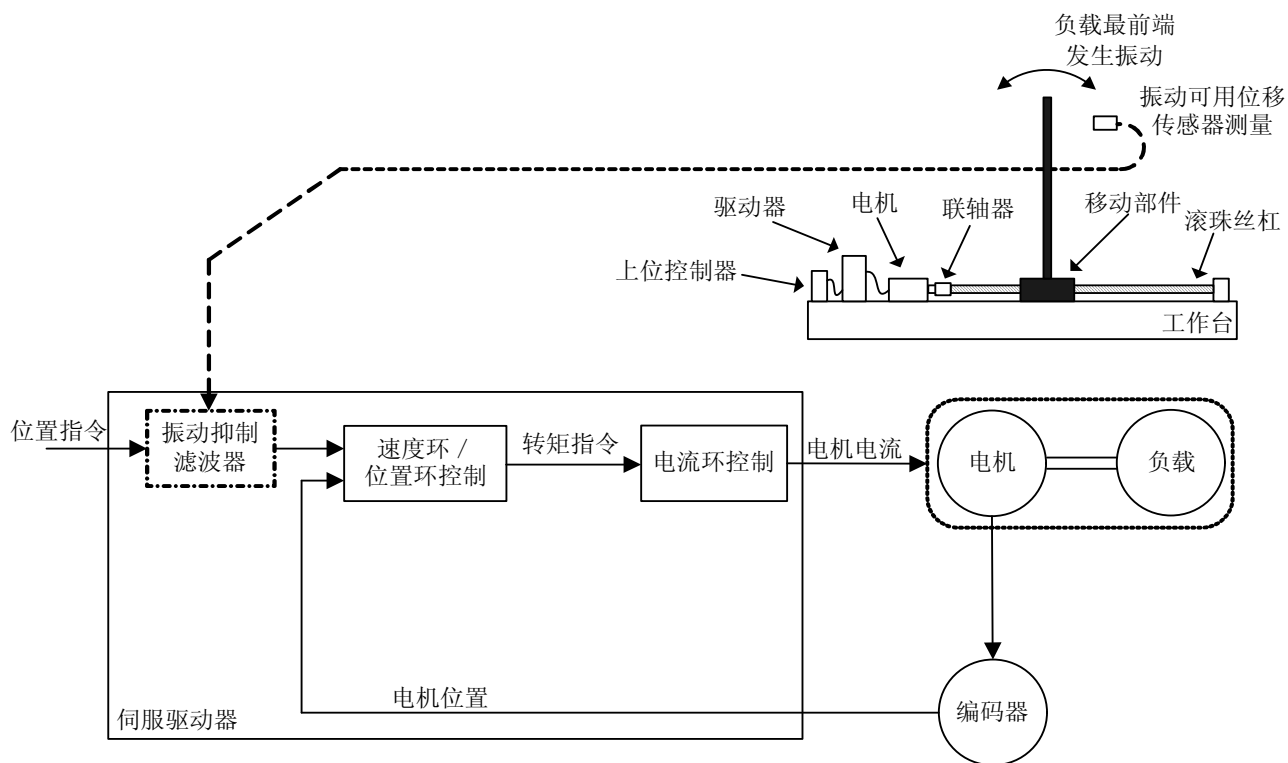 负载最前端
发生振动
振动可用位移
传感器测量
驱动器
电机
联轴器
移动部件
滚珠丝杠
上位控制器
工作台
位置指令
振动抑制
滤波器
速度环 /
位置环控制
转矩指令
电流环控制
电机电流
电机
负载
电机位置
编码器
伺服驱动器